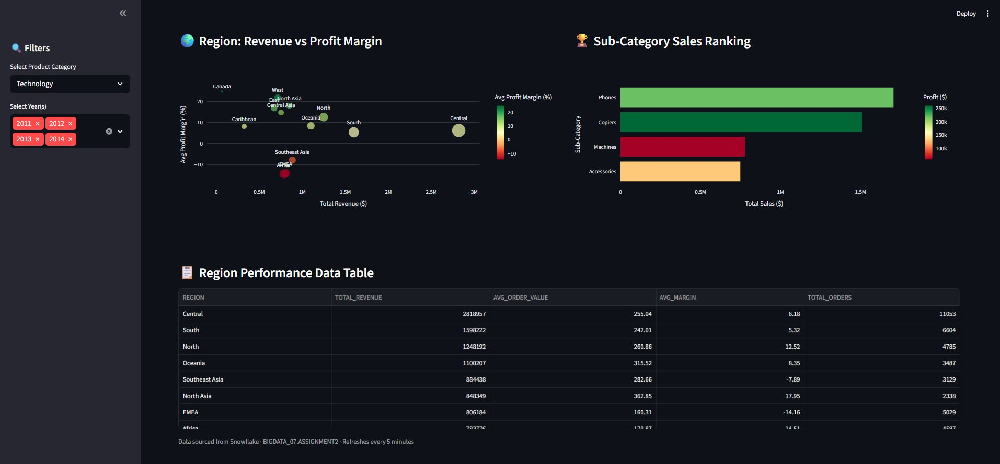 Deploy
Filters
Select Product Category
Technology
Select Year(s)
2011 × 2012 ×
2013 × 2014 ×
Region: Revenue vs Profit Margin
Avg Profit Margin (%)
20
10
0
−10
Canada
West
East
North Asia
Central Asia
North
Caribbean
Oceania
South
Central
Southeast Asia
EMEA
Africa
0 0.5M 1M 1.5M 2M 2.5M 3M
Total Revenue ($)
Avg Profit Margin (%)
20
10
0
−10
Sub-Category Sales Ranking
Sub-Category
Phones
Copiers
Machines
Accessories
0 0.5M 1M 1.5M
Total Sales ($)
Profit ($)
250k
200k
150k
100k
Region Performance Data Table
REGION TOTAL_REVENUE AVG_ORDER_VALUE AVG_MARGIN TOTAL_ORDERS
Central 2818957 255.04 6.18 11053
South 1598222 242.01 5.32 6604
North 1248192 260.86 12.52 4785
Oceania 1100207 315.52 8.35 3487
Southeast Asia 884438 282.66 -7.89 3129
North Asia 848349 362.85 17.95 2338
EMEA 806184 160.31 -14.16 5029
Africa
Data sourced from Snowflake · BIGDATA_07.ASSIGNMENT2 · Refreshes every 5 minutes